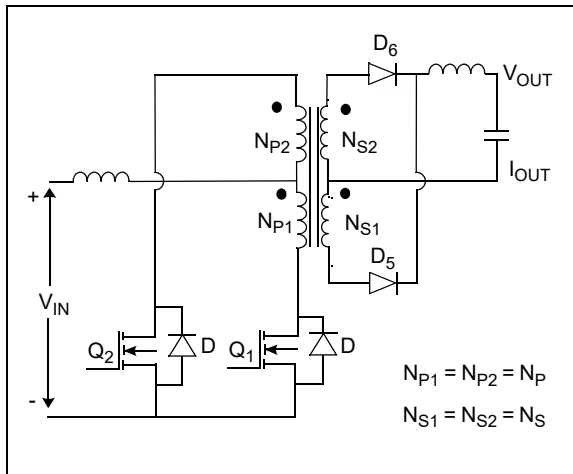 D6
VOUT
NP2
NS2
IOUT
+
NP1
NS1
D5
VIN
Q2
D
Q1
D
-
NP1 = NP2 = NP
NS1 = NS2 = NS